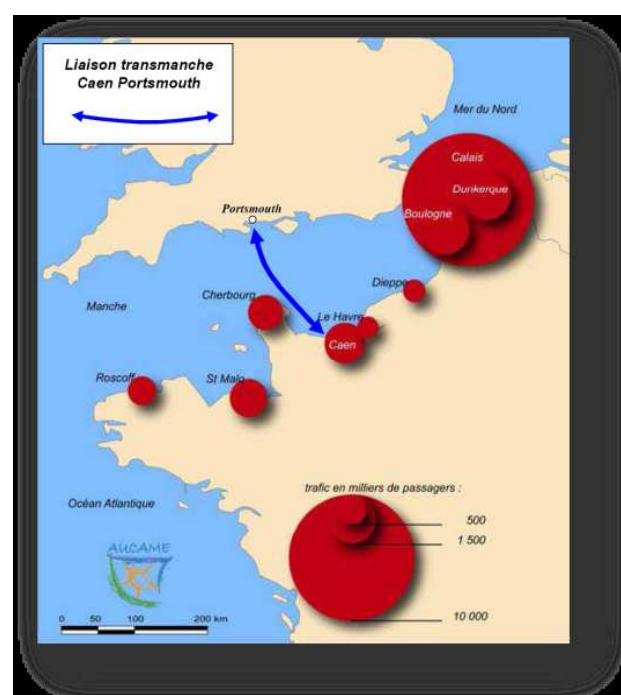 Liaison transmanche
Caen Portsmouth
Mer du Nord
Calais
Dunkerque
Boulogne
Portsmouth
Dieppe
Cherbourg
Manche
Le Havre
Caen
Roscoff
St Malo
trafic en milliers de passagers :
Océan Atlantique
500
1 500
AUCAME
10 000
0 50 100 200 km